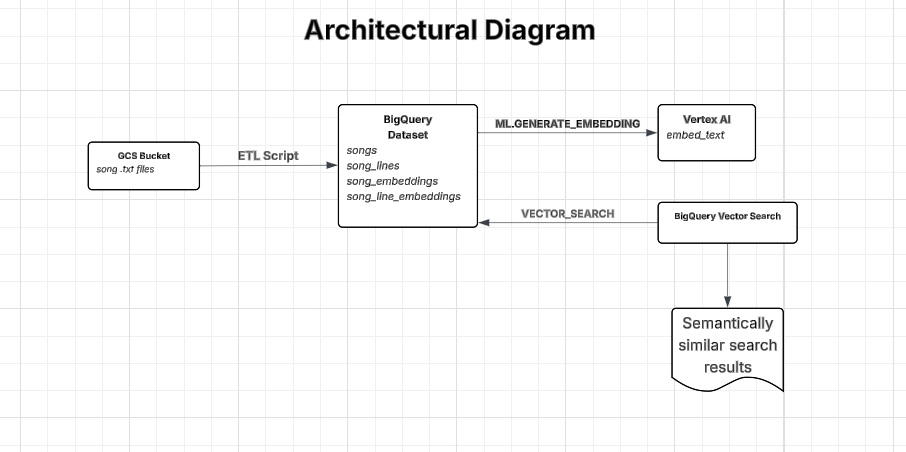 Architectural Diagram
GCS Bucket
song .txt files
ETL Script
BigQuery
Dataset
songs
song_lines
song_embeddings
song_line_embeddings
ML.GENERATE_EMBEDDING
Vertex AI
embed_text
VECTOR_SEARCH
BigQuery Vector Search
Semantically
similar search
results